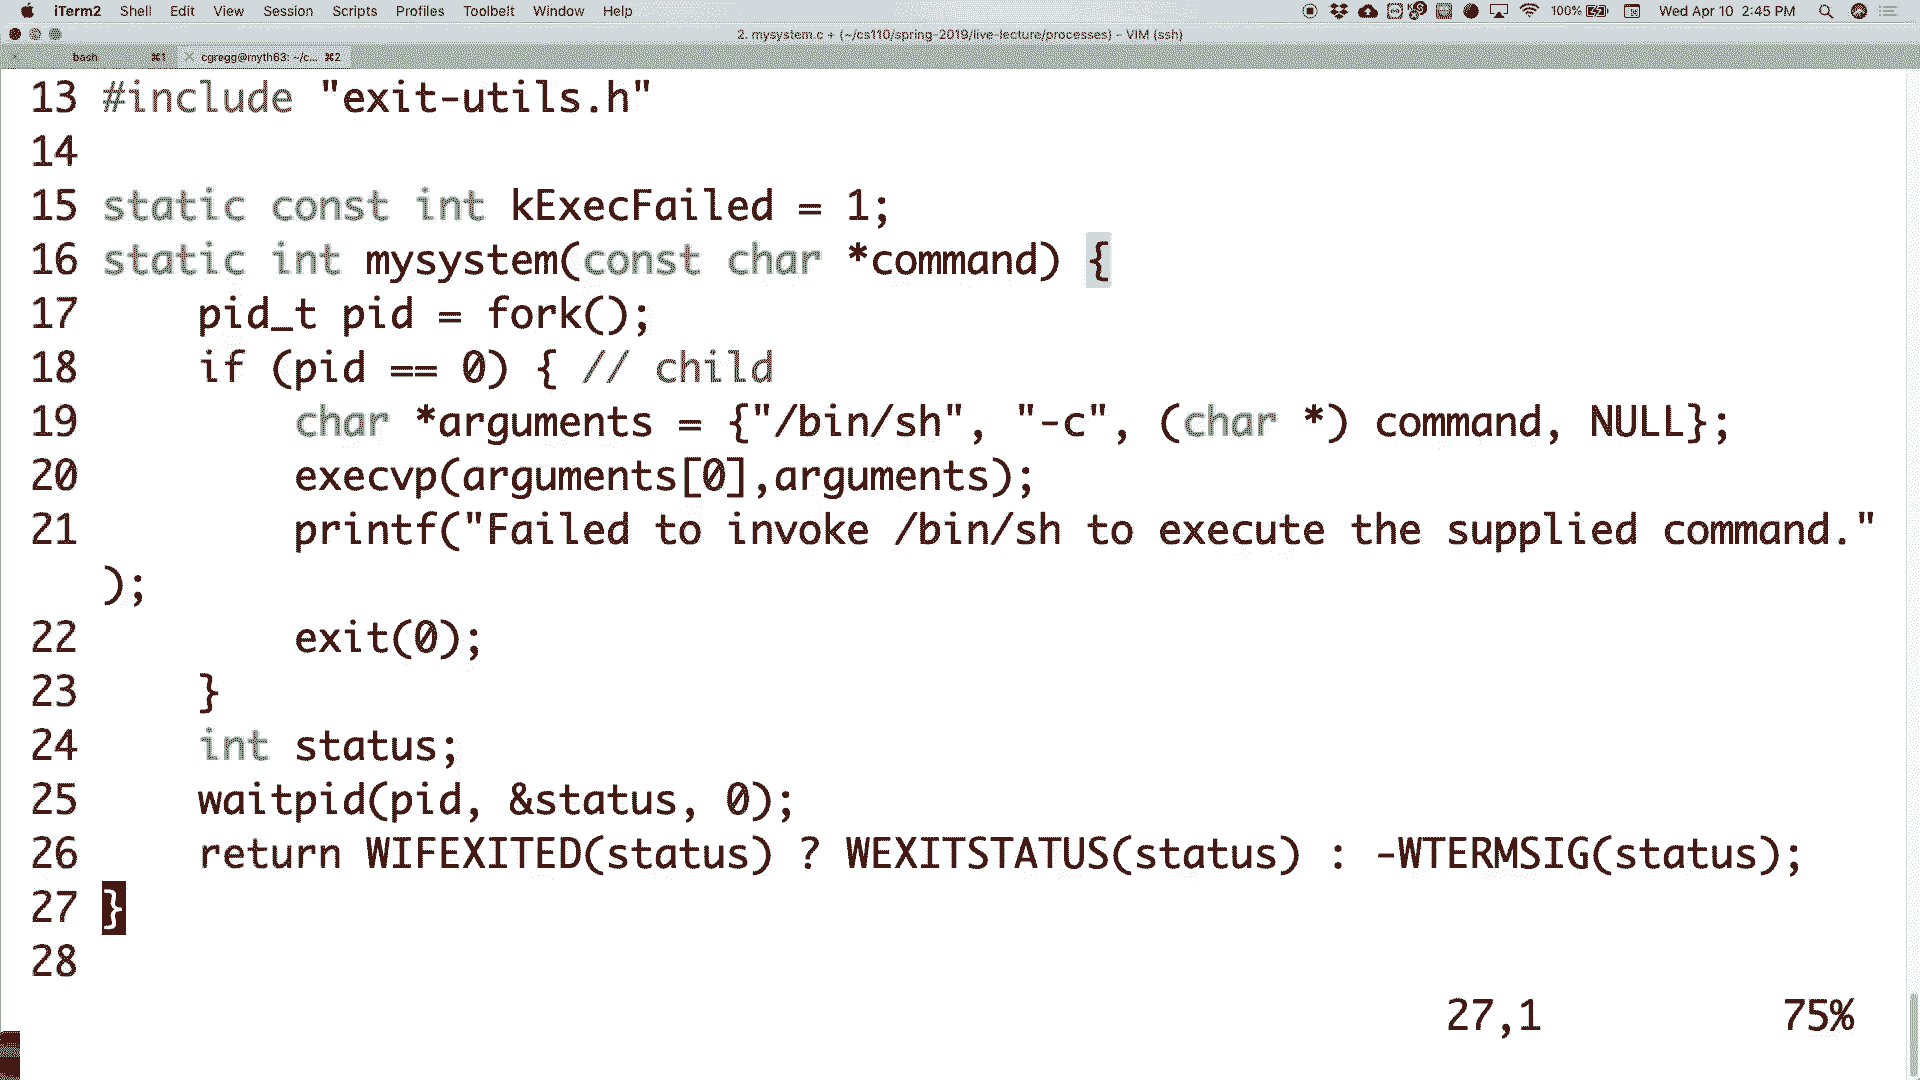 iTerm2 Shell Edit View Session Scripts Profiles Toolbelt Window Help 100% Wed Apr 10 2:45 PM
2. mysystem.c + (~/cs110/spring-2019/live-lecture/processes) - VIM (ssh)
bash ⌘1 cgregg@myth63: ~/c... ⌘2
13 #include "exit-utils.h"
14
15 static const int kExecFailed = 1;
16 static int mysystem(const char *command) {
17     pid_t pid = fork();
18     if (pid == 0) { // child
19         char *arguments = {"/bin/sh", "-c", (char *) command, NULL};
20         execvp(arguments[0],arguments);
21         printf("Failed to invoke /bin/sh to execute the supplied command."
);
22         exit(0);
23     }
24     int status;
25     waitpid(pid, &status, 0);
26     return WIFEXITED(status) ? WEXITSTATUS(status) : -WTERMSIG(status);
27 }
28
27,1 75%